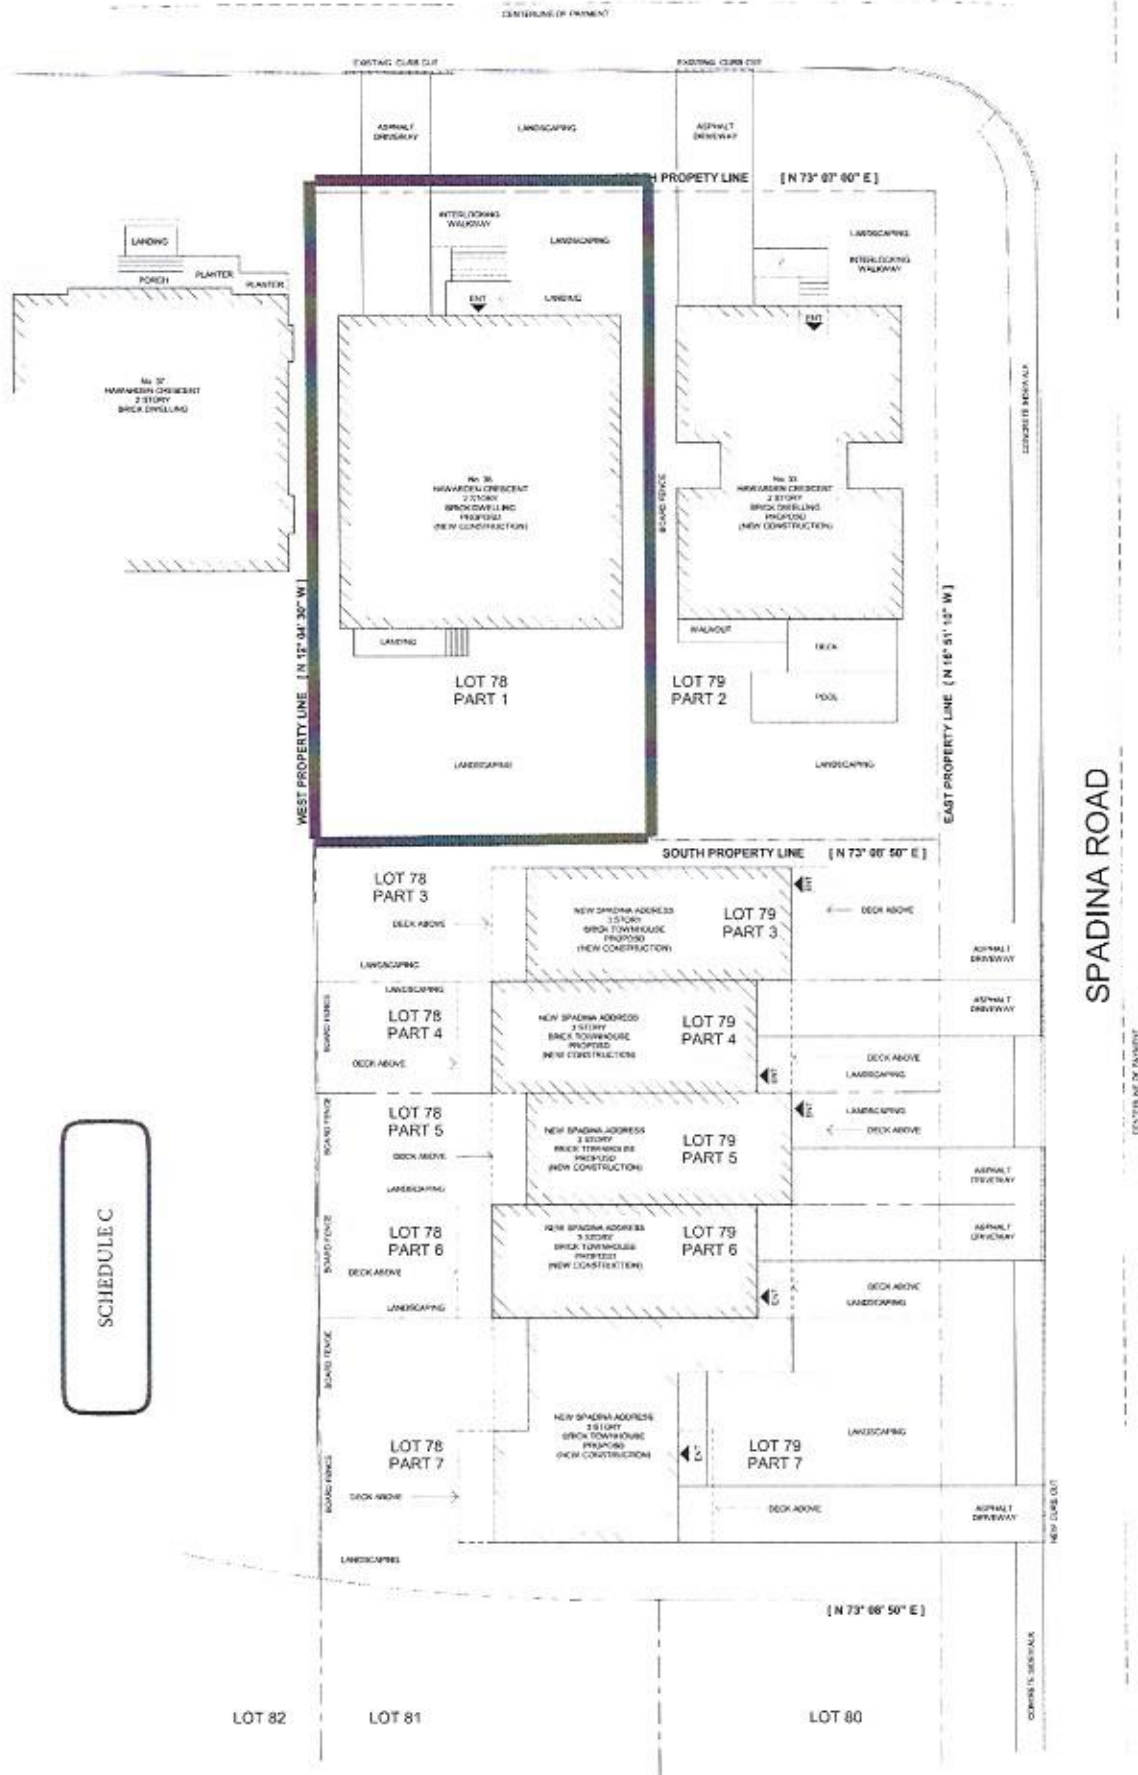 CENTERLINE OF PAYMENT
EXISTING CURB CUT
EXISTING CURB CUT
ASPHALT
DRIVEWAY
LANDSCAPING
ASPHALT
DRIVEWAY
PROPETY LINE [ N 73° 07' 00" E ]
INTERLOCKING
WALKWAY
LANDSCAPING
LANDSCAPING
INTERLOCKING
WALKWAY
LANDING
PORCH
PLANTER
PLANTER
ENT
LANDING
ENT
No. 37
HAWARDEN CRESCENT
2 STORY
BRICK DWELLING
CONCRETE SIDEWALK
HAWARDEN CRESCENT
2 STORY
BRICK DWELLING
PROPOSD
(NEW CONSTRUCTION)
BOARD FENCE
No. 33
HAWARDEN CRESCENT
2 STORY
BRICK DWELLING
PROPOSD
(NEW CONSTRUCTION)
WEST PROPERTY LINE
LANDING
WALKOUT
DECK
POOL
LOT 78
PART 1
LOT 79
PART 2
LANDSCAPING
LANDSCAPING
EAST PROPERTY LINE [ N 16° 51' 10" W ]
SPADINA ROAD
SOUTH PROPERTY LINE [ N 73° 08' 50" E ]
LOT 78
PART 3
DECK ABOVE
LANDSCAPING
NEW SPADINA ADDRESS
3 STORY
BRICK TOWNHOUSE
PROPOSD
(NEW CONSTRUCTION)
LOT 79
PART 3
ENT
DECK ABOVE
ASPHALT
DRIVEWAY
LANDSCAPING
BOARD FENCE
LOT 78
PART 4
DECK ABOVE
NEW SPADINA ADDRESS
3 STORY
BRICK TOWNHOUSE
PROPOSD
(NEW CONSTRUCTION)
LOT 79
PART 4
ENT
ASPHALT
DRIVEWAY
DECK ABOVE
LANDSCAPING
CENTERLINE OF PAYMENT
BOARD FENCE
LOT 78
PART 5
DECK ABOVE
LANDSCAPING
NEW SPADINA ADDRESS
3 STORY
BRICK TOWNHOUSE
PROPOSD
(NEW CONSTRUCTION)
LOT 79
PART 5
ENT
LANDSCAPING
DECK ABOVE
ASPHALT
DRIVEWAY
SCHEDULE C
BOARD FENCE
LOT 78
PART 6
DECK ABOVE
LANDSCAPING
NEW SPADINA ADDRESS
3 STORY
BRICK TOWNHOUSE
(NEW CONSTRUCTION)
LOT 79
PART 6
ENT
ASPHALT
DRIVEWAY
DECK ABOVE
LANDSCAPING
BOARD FENCE
BOARD FENCE
LOT 78
PART 7
DECK ABOVE
LANDSCAPING
NEW SPADINA ADDRESS
3 STORY
BRICK TOWNHOUSE
PROPOSD
(NEW CONSTRUCTION)
ENT
LOT 79
PART 7
LANDSCAPING
DECK ABOVE
ASPHALT
DRIVEWAY
NEW CURB CUT
[ N 73° 08' 50" E ]
CONCRETE SIDEWALK
LOT 82
LOT 81
LOT 80